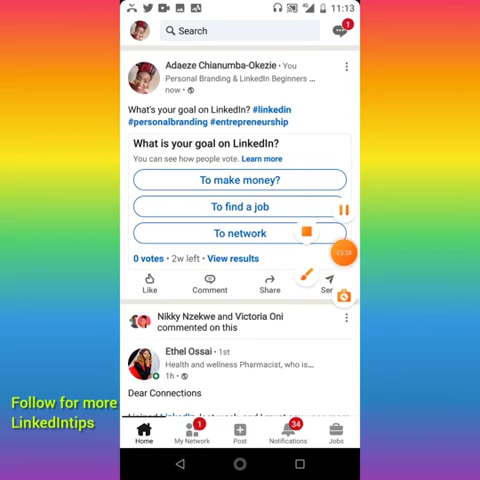 11:13
Search
1
Adaeze Chianumba-Okezie • You
Personal Branding & LinkedIn Beginners ...
now •
What's your goal on LinkedIn? #linkedin
#personalbranding #entrepreneurship
What is your goal on LinkedIn?
You can see how people vote. Learn more
To make money?
To find a job
To network
0 votes • 2w left • View results
Like
Comment
Share
Nikky Nzekwe and Victoria Oni
commented on this
Ethel Ossai • 1st
Health and wellness Pharmacist, who is...
1h •
Dear Connections
Follow for more
LinkedIntips
1
34
Home
My Network
Post
Notifications
Jobs